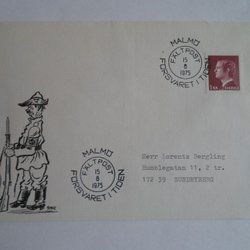 MALMÖ
FÄLTPOST
15
8
1975
FÖRSVARET I TIDEN
SVERIGE
MALMÖ
FÄLTPOST
15
8
1975
FÖRSVARET I TIDEN
Herr Lorentz Bergling
Humblegatan 11, 2 tr.
172 39 SUNDBYBERG